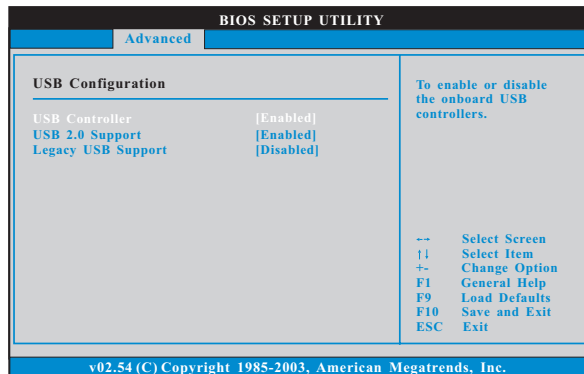 BIOS SETUP UTILITY
Advanced
USB Configuration
USB Controller [Enabled]
USB 2.0 Support [Enabled]
Legacy USB Support [Disabled]
To enable or disable
the onboard USB
controllers.
←→ Select Screen
↑↓ Select Item
+- Change Option
F1 General Help
F9 Load Defaults
F10 Save and Exit
ESC Exit
v02.54 (C) Copyright 1985-2003, American Megatrends, Inc.